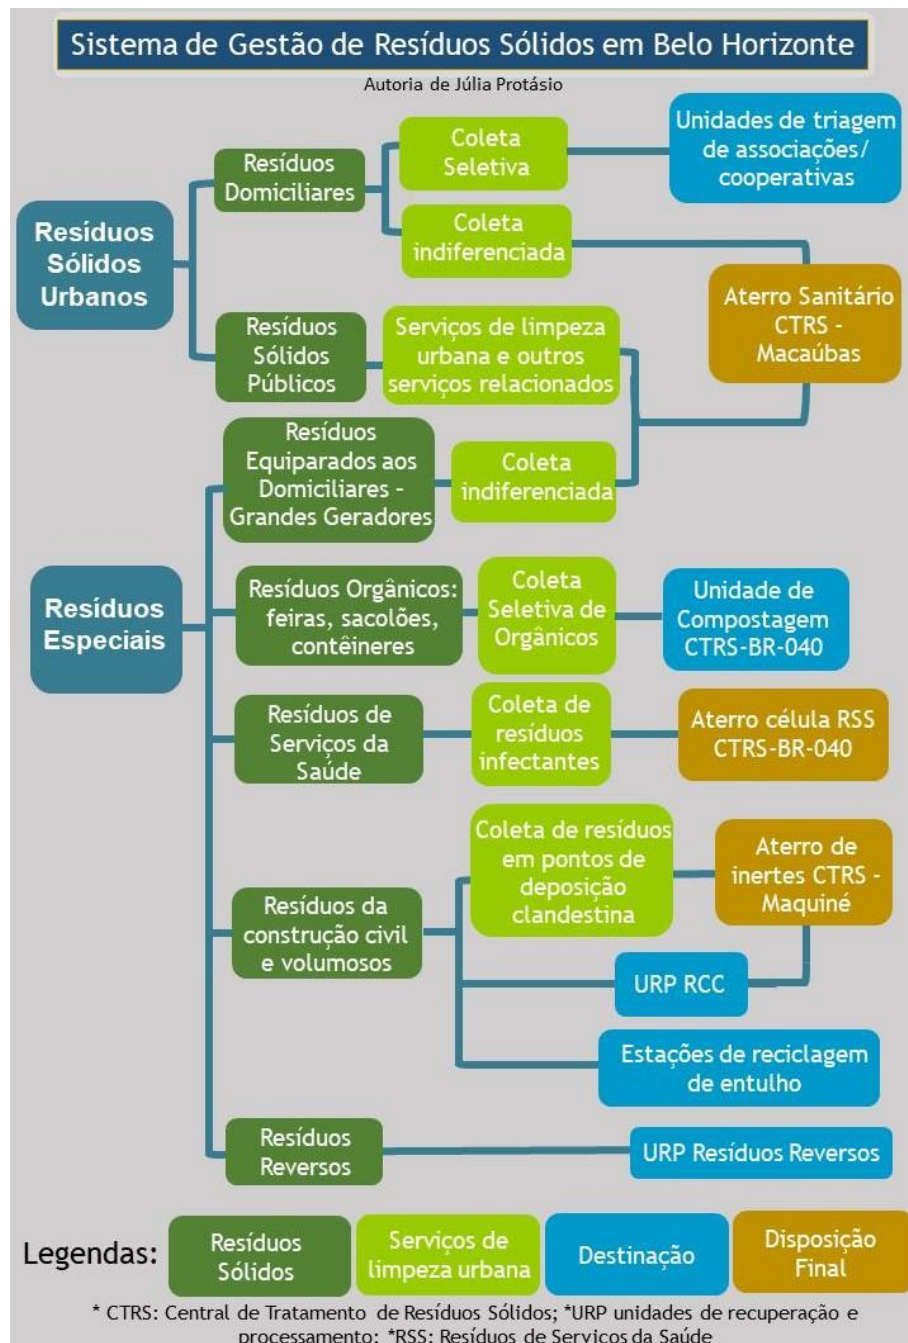 Sistema de Gestão de Resíduos Sólidos em Belo Horizonte
Autoria de Júlia Protásio
Resíduos
Sólidos
Urbanos
Resíduos
Domiciliares
Coleta
Seletiva
Unidades de triagem
de associações/
cooperativas
Coleta
indiferenciada
Aterro Sanitário
CTRS -
Macaúbas
Resíduos
Sólidos
Públicos
Serviços de limpeza
urbana e outros
serviços relacionados
Resíduos
Especiais
Resíduos
Equiparados aos
Domiciliares -
Grandes Geradores
Coleta
indiferenciada
Resíduos Orgânicos:
feiras, sacolões,
contêineres
Coleta
Seletiva de
Orgânicos
Unidade de
Compostagem
CTRS-BR-040
Resíduos de
Serviços da
Saúde
Coleta de
resíduos
infectantes
Aterro célula RSS
CTRS-BR-040
Resíduos da
construção civil
e volumosos
Coleta de resíduos
em pontos de
deposição
clandestina
Aterro de
inertes CTRS -
Maquiné
URP RCC
Estações de reciclagem
de entulho
Resíduos
Reversos
URP Resíduos Reversos
Legendas:
Resíduos
Sólidos
Serviços de
limpeza urbana
Destinação
Disposição
Final
* CTRS: Central de Tratamento de Resíduos Sólidos; *URP unidades de recuperação e
processamento; *RSS: Resíduos de Serviços da Saúde